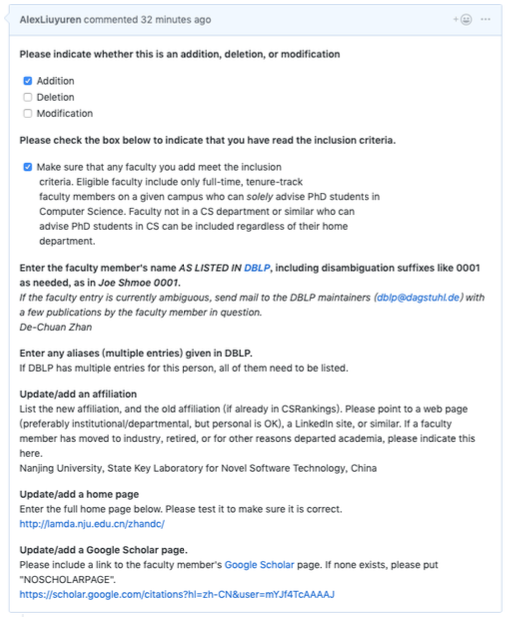 AlexLiuyuren commented 32 minutes ago
Please indicate whether this is an addition, deletion, or modification
Addition
Deletion
Modification
Please check the box below to indicate that you have read the inclusion criteria.
Make sure that any faculty you add meet the inclusion
criteria. Eligible faculty include only full-time, tenure-track
faculty members on a given campus who can solely advise PhD students in
Computer Science. Faculty not in a CS department or similar who can
advise PhD students in CS can be included regardless of their home
department.
Enter the faculty member's name AS LISTED IN DBLP, including disambiguation suffixes like 0001
as needed, as in Joe Shmoe 0001.
If the faculty entry is currently ambiguous, send mail to the DBLP maintainers (dblp@dagstuhl.de) with
a few publications by the faculty member in question.
De-Chuan Zhan
Enter any aliases (multiple entries) given in DBLP.
If DBLP has multiple entries for this person, all of them need to be listed.
Update/add an affiliation
List the new affiliation, and the old affiliation (if already in CSRankings). Please point to a web page
(preferably institutional/departmental, but personal is OK), a LinkedIn site, or similar. If a faculty
member has moved to industry, retired, or for other reasons departed academia, please indicate this
here.
Nanjing University, State Key Laboratory for Novel Software Technology, China
Update/add a home page
Enter the full home page below. Please test it to make sure it is correct.
http://lamda.nju.edu.cn/zhandc/
Update/add a Google Scholar page.
Please include a link to the faculty member's Google Scholar page. If none exists, please put
"NOSCHOLARPAGE".
https://scholar.google.com/citations?hl=zh-CN&user=mYJf4TcAAAAJ